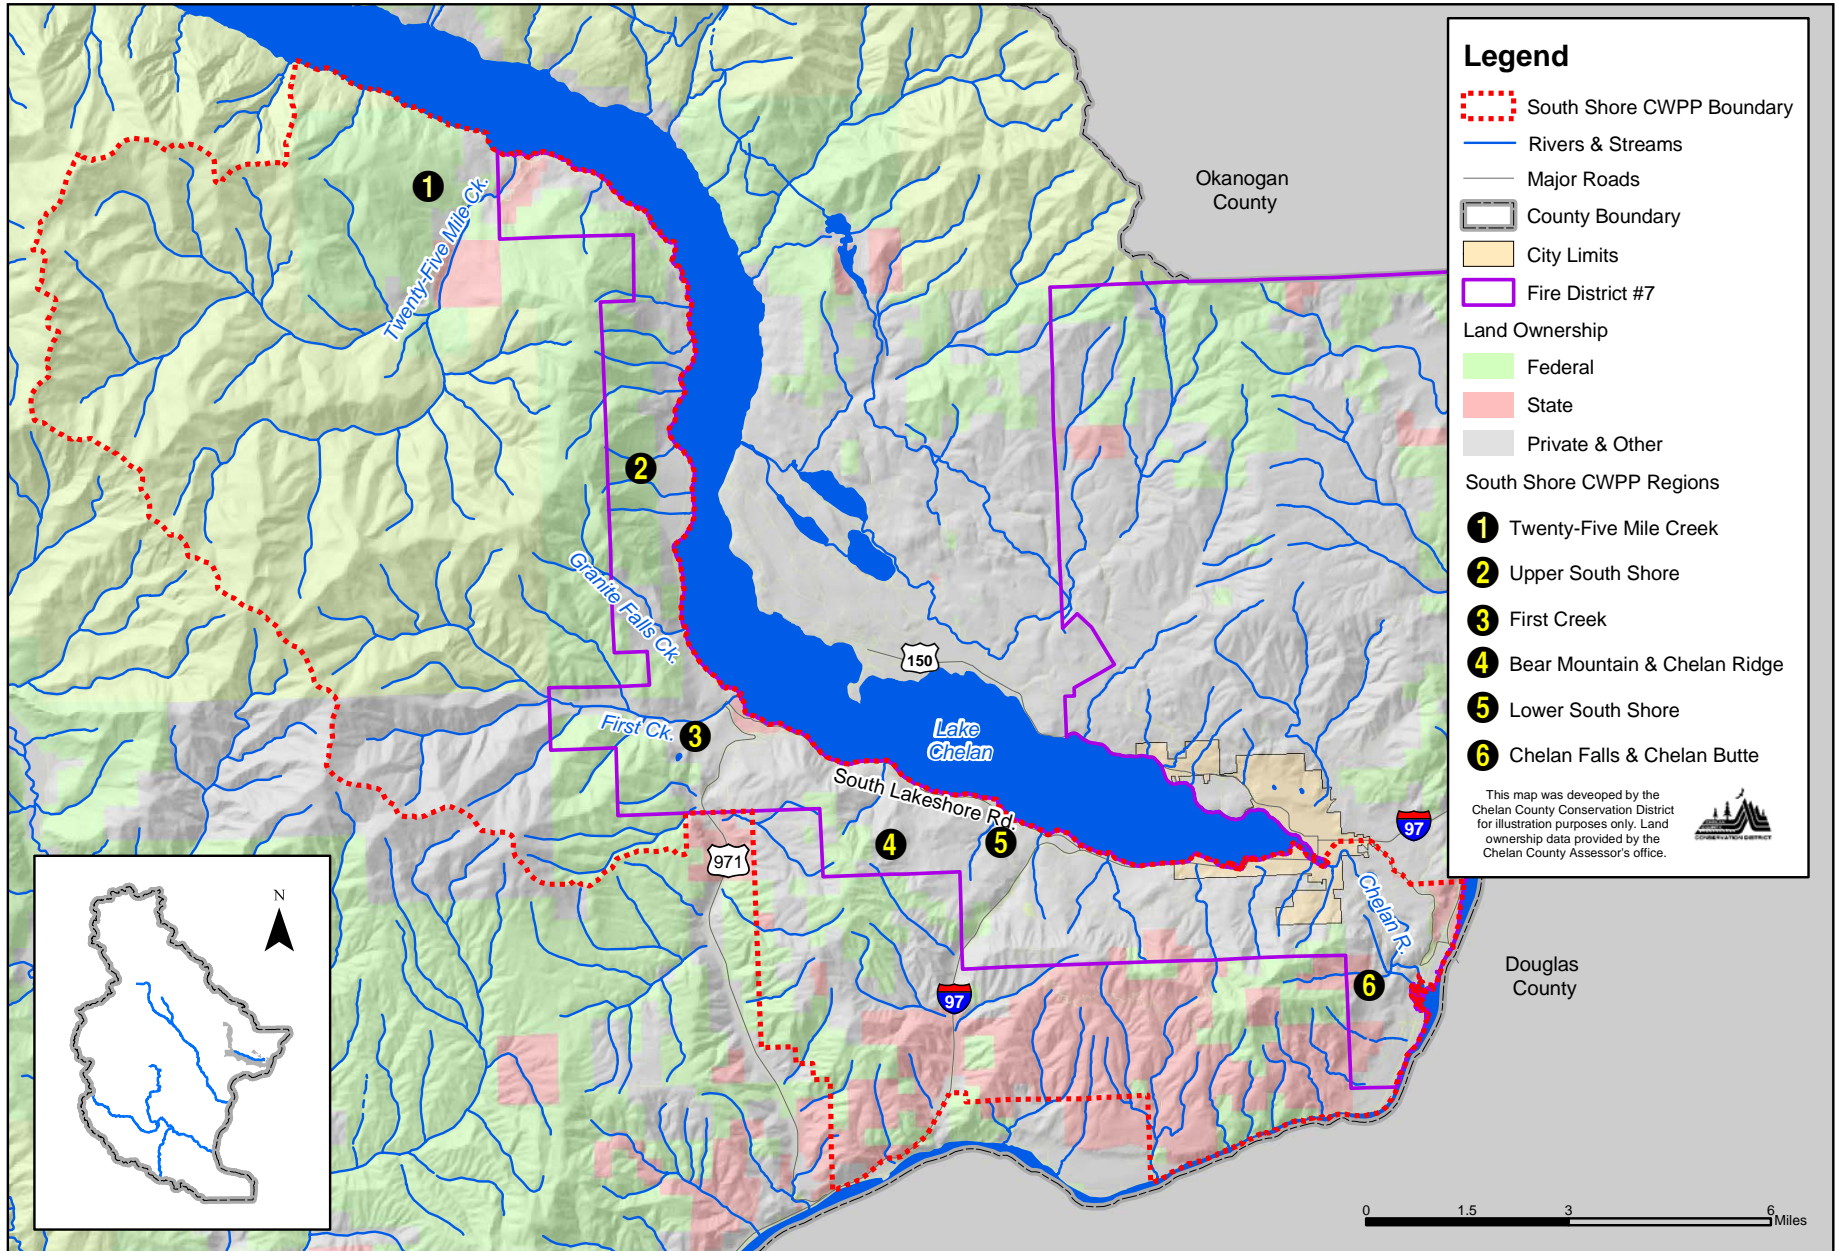 Legend
South Shore CWPP Boundary
Rivers & Streams
Major Roads
County Boundary
City Limits
Fire District #7
Land Ownership
Federal
State
Private & Other
South Shore CWPP Regions
1 Twenty-Five Mile Creek
2 Upper South Shore
3 First Creek
4 Bear Mountain & Chelan Ridge
5 Lower South Shore
6 Chelan Falls & Chelan Butte
This map was deveoped by the
Chelan County Conservation District
for illustration purposes only. Land
ownership data provided by the
Chelan County Assessor's office.
CONSERVATION DISTRICT
Okanogan
County
1
Twenty-Five Mile Ck.
2
Granite Falls Ck.
150
First Ck.
3
Lake
Chelan
South Lakeshore Rd.
4
5
97
971
Chelan R.
6
97
Douglas
County
N
0 1.5 3 6
Miles